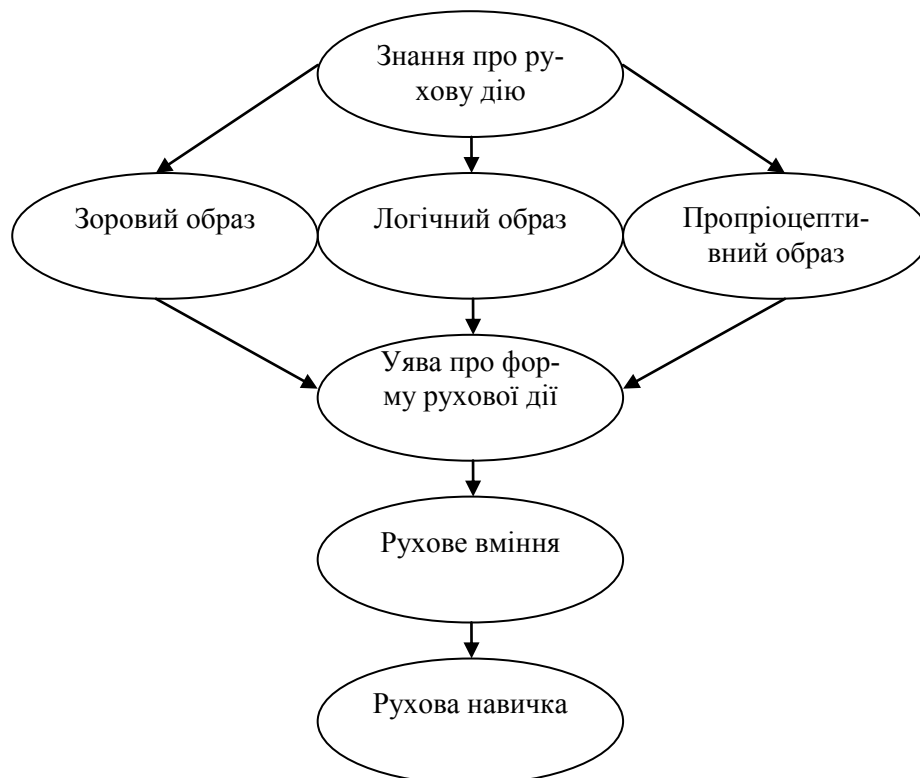 Знання про ру-
хову дію
Зоровий образ
Логічний образ
Пропріоцепти-
вний образ
Уява про фор-
му рухової дії
Рухове вміння
Рухова навичка